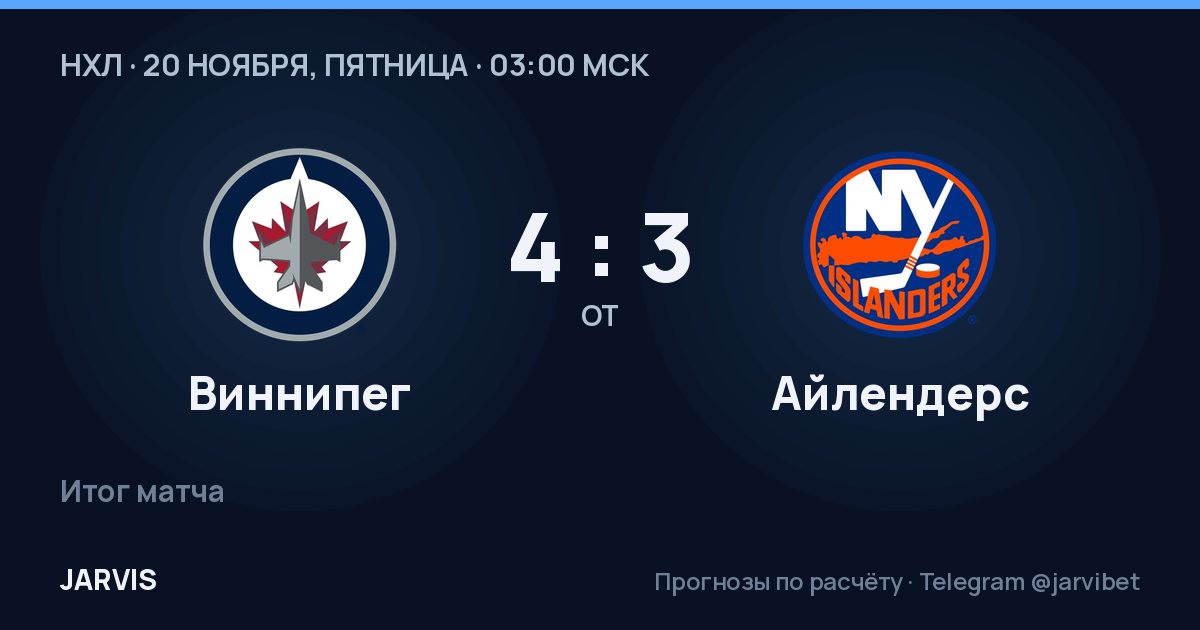 НХЛ · 20 НОЯБРЯ, ПЯТНИЦА · 03:00 МСК
4 : 3
ОТ
NY
ISLANDERS
Виннипег
Айлендерс
Итог матча
JARVIS
Прогнозы по расчёту · Telegram @jarvibet